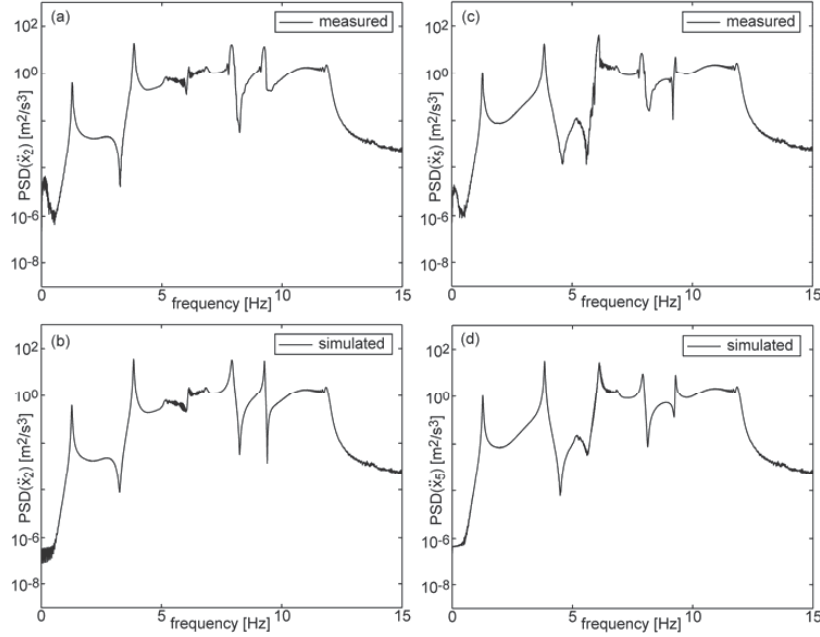 (a)
measured
10²
10⁰
10⁻⁶
10⁻⁸
PSD(ẍ₂) [m²/s³]
0 5 10 15
frequency [Hz]
(c)
measured
10²
10⁰
10⁻⁶
10⁻⁸
PSD(ẍ₅) [m²/s³]
0 5 10 15
frequency [Hz]
(b)
simulated
10²
10⁰
10⁻⁶
10⁻⁸
PSD(ẍ₂) [m²/s³]
0 5 10 15
frequency [Hz]
(d)
simulated
10²
10⁰
10⁻⁶
10⁻⁸
PSD(ẍ₅) [m²/s³]
0 5 10 15
frequency [Hz]